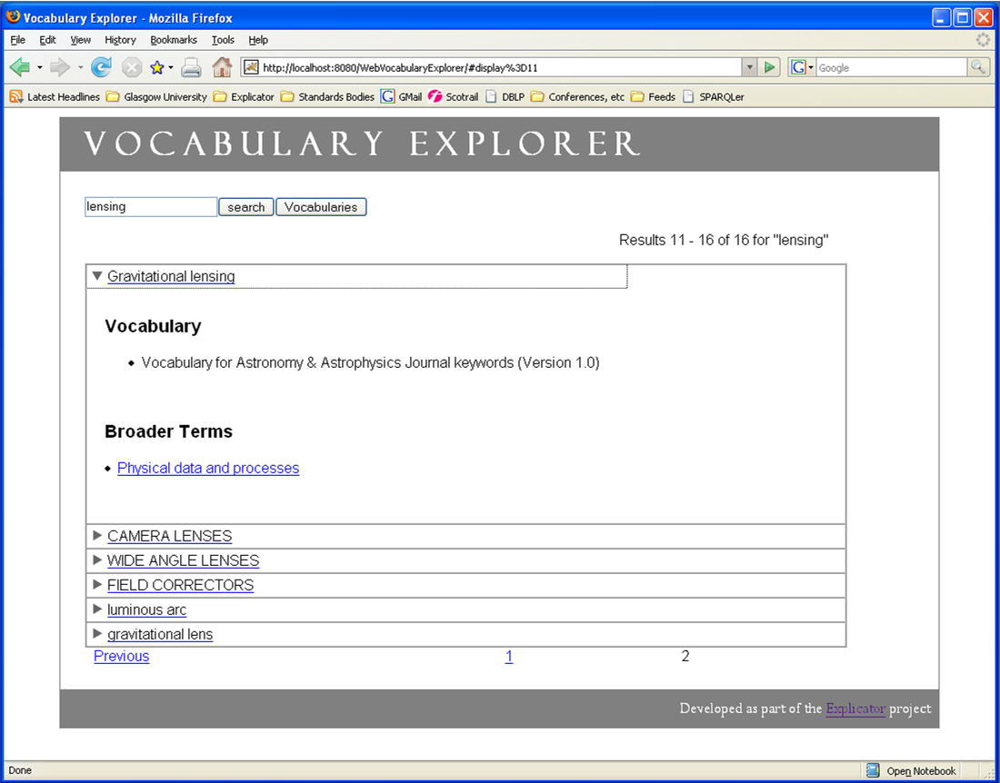 Vocabulary Explorer - Mozilla Firefox
File Edit View History Bookmarks Tools Help
http://localhost:8080/WebVocabularyExplorer/#display%3D11 G Google
Latest Headlines Glasgow University Explicator Standards Bodies G GMail Scotrail DBLP Conferences, etc Feeds SPARQLer
VOCABULARY EXPLORER
lensing search Vocabularies
Results 11 - 16 of 16 for "lensing"
Gravitational lensing
Vocabulary
• Vocabulary for Astronomy & Astrophysics Journal keywords (Version 1.0)
Broader Terms
• Physical data and processes
CAMERA LENSES
WIDE ANGLE LENSES
FIELD CORRECTORS
luminous arc
gravitational lens
Previous 1 2
Developed as part of the Explicator project
Done Open Notebook